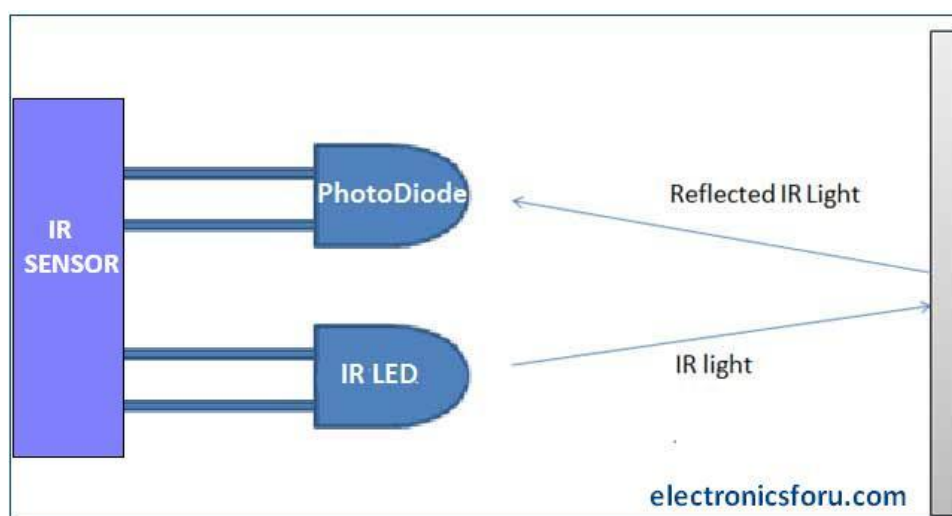 PhotoDiode
Reflected IR Light
IR
SENSOR
IR LED
IR light
electronicsforu.com